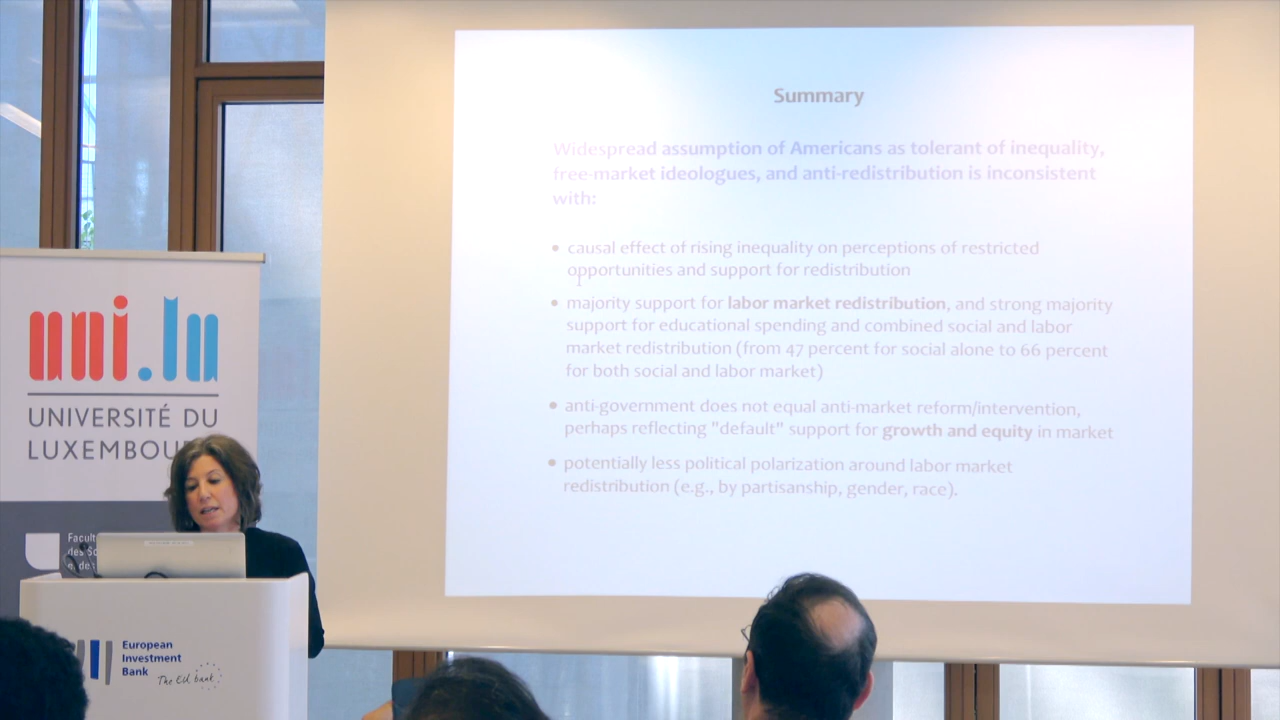 Summary
Widespread assumption of Americans as tolerant of inequality,
free-market ideologues, and anti-redistribution is inconsistent
with:
• causal effect of rising inequality on perceptions of restricted
opportunities and support for redistribution
• majority support for labor market redistribution, and strong majority
support for educational spending and combined social and labor
market redistribution (from 47 percent for social alone to 66 percent
for both social and labor market)
• anti-government does not equal anti-market reform/intervention,
perhaps reflecting "default" support for growth and equity in market
• potentially less political polarization around labor market
redistribution (e.g., by partisanship, gender, race).
uni.lu
UNIVERSITÉ DU
LUXEMBOU
Facult
des So
e, de
European
Investment
Bank
The EU bank